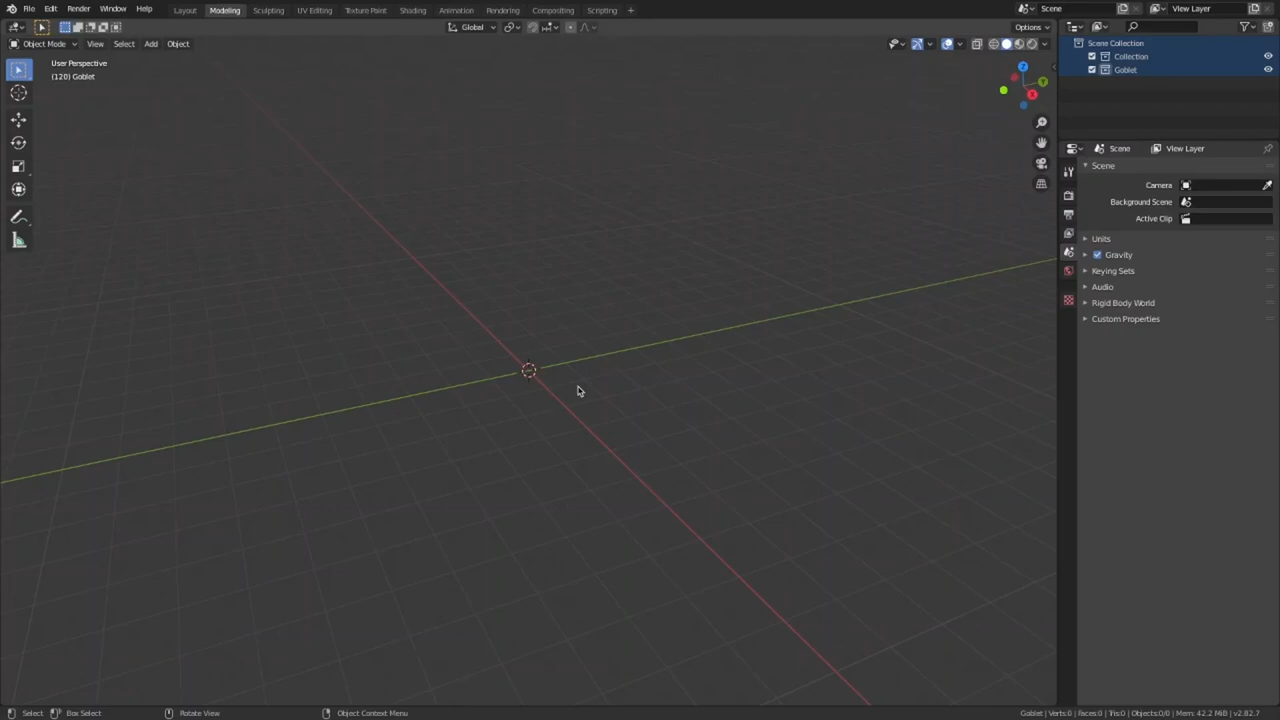 File Edit Render Window Help Layout Modeling Sculpting UV Editing Texture Paint Shading Animation Rendering Compositing Scripting + Scene View Layer
Global Options
Object Mode View Select Add Object
User Perspective
(120) Goblet
Z
Y
X
Scene Collection
Collection
Goblet
Scene View Layer
Scene
Camera
Background Scene
Active Clip
Units
Gravity
Keying Sets
Audio
Rigid Body World
Custom Properties
Select Box Select Rotate View Object Context Menu Goblet | Verts:0 | Faces:0 | Tris:0 | Objects:0/0 | Mem: 42.2 MiB | v2.82.7